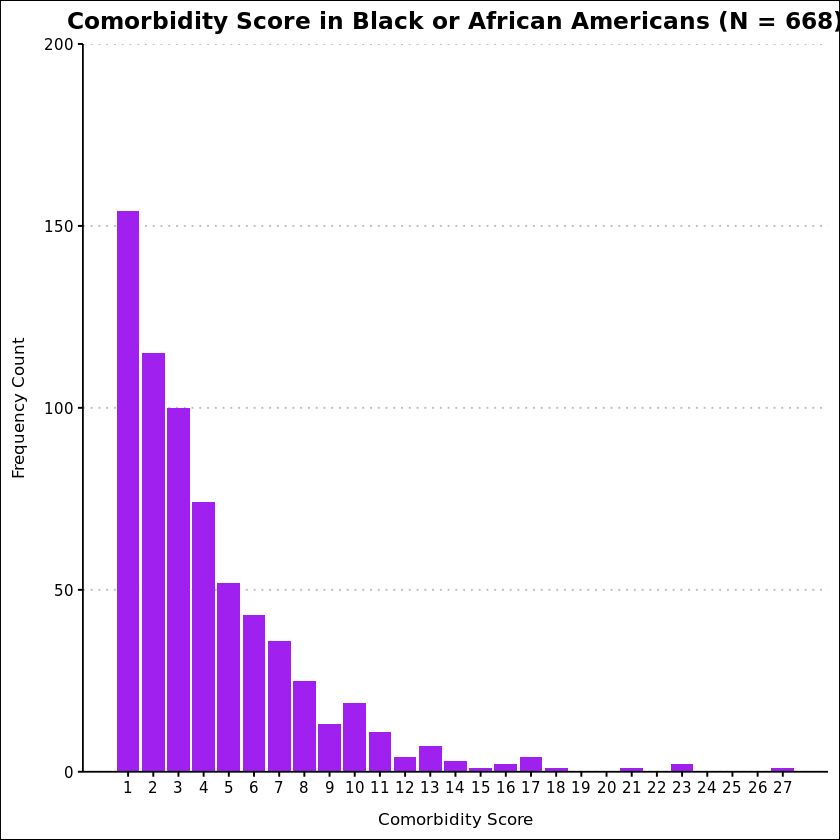 Comorbidity Score in Black or African Americans (N = 668)
200
150
100
50
0
Frequency Count
1 2 3 4 5 6 7 8 9 10 11 12 13 14 15 16 17 18 19 20 21 22 23 24 25 26 27
Comorbidity Score